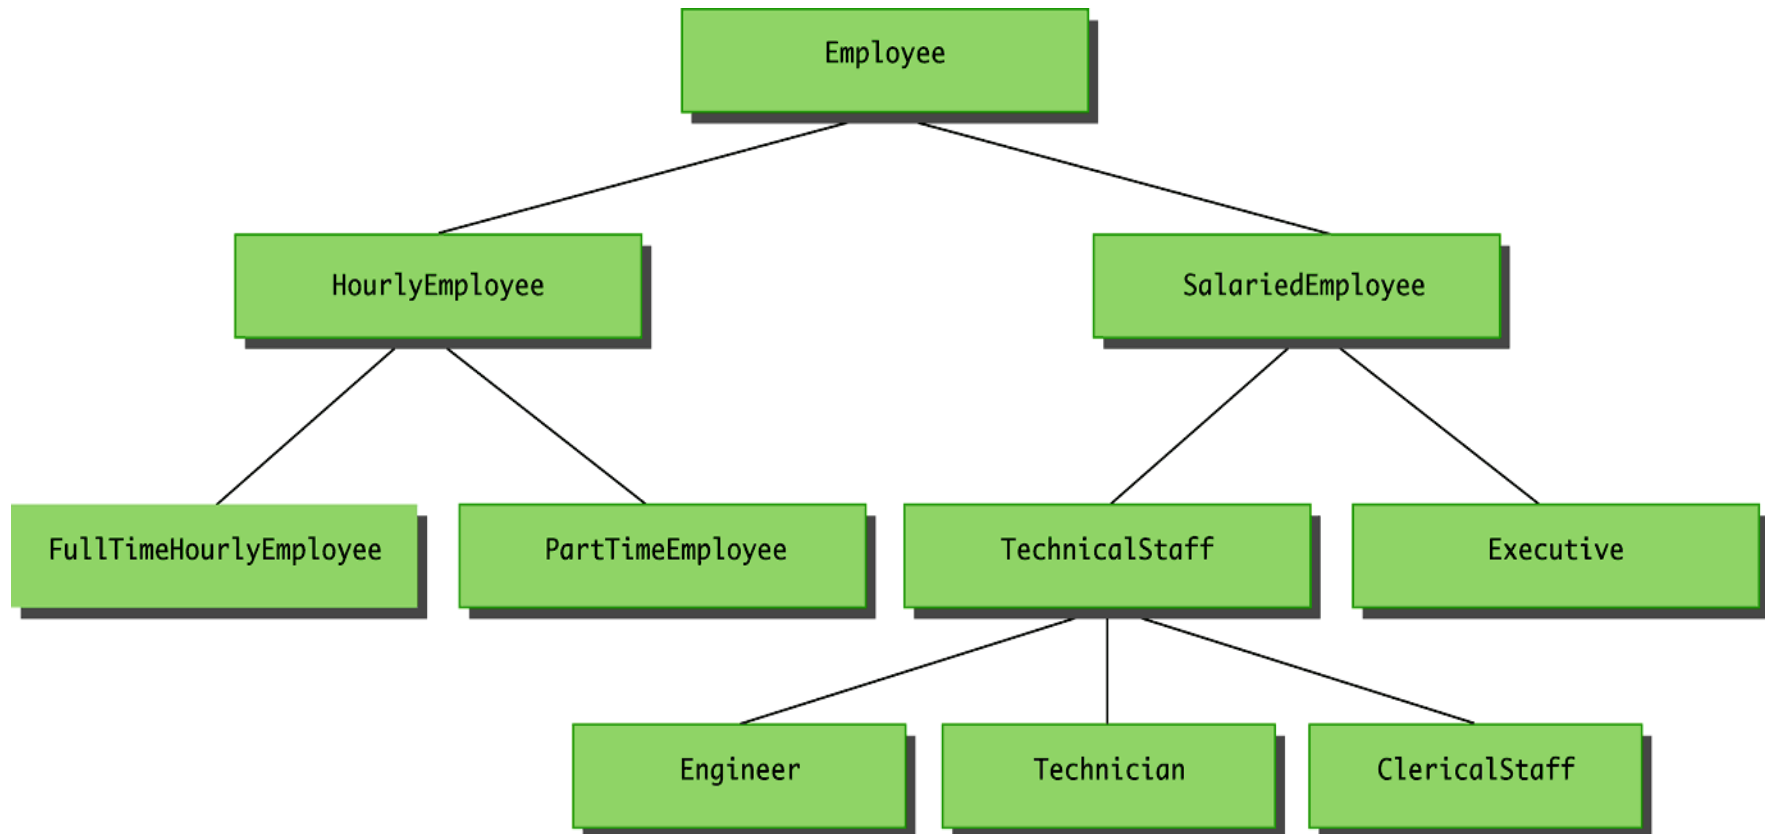 Employee
HourlyEmployee
SalariedEmployee
FullTimeHourlyEmployee
PartTimeEmployee
TechnicalStaff
Executive
Engineer
Technician
ClericalStaff